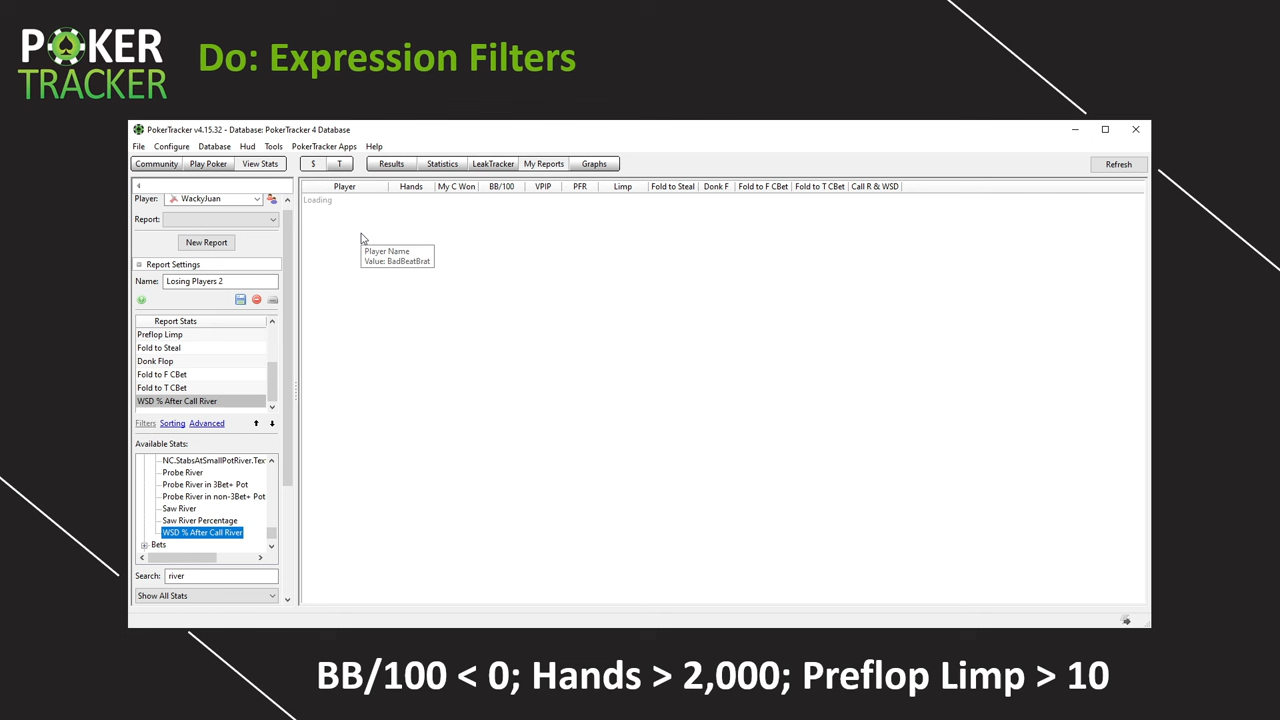 POKER
TRACKER
Do: Expression Filters
PokerTracker v4.15.32 - Database: PokerTracker 4 Database
File Configure Database Hud Tools PokerTracker Apps Help
Community Play Poker View Stats $ T Results Statistics LeakTracker My Reports Graphs Refresh
Player Hands My C Won BB/100 VPIP PFR Limp Fold to Steal Donk F Fold to F CBet Fold to T CBet Call R & WSD
Loading
Player Name
Value: BadBeatBrat
Player: WackyJuan
Report:
New Report
Report Settings
Name: Losing Players 2
Report Stats
Preflop Limp
Fold to Steal
Donk Flop
Fold to F CBet
Fold to T CBet
WSD % After Call River
Filters Sorting Advanced
Available Stats:
NC.StabsAtSmallPotRiver.Tex
Probe River
Probe River in 3Bet+ Pot
Probe River in non-3Bet+ Pot
Saw River
Saw River Percentage
WSD % After Call River
Bets
Search: river
Show All Stats
BB/100 < 0; Hands > 2,000; Preflop Limp > 10